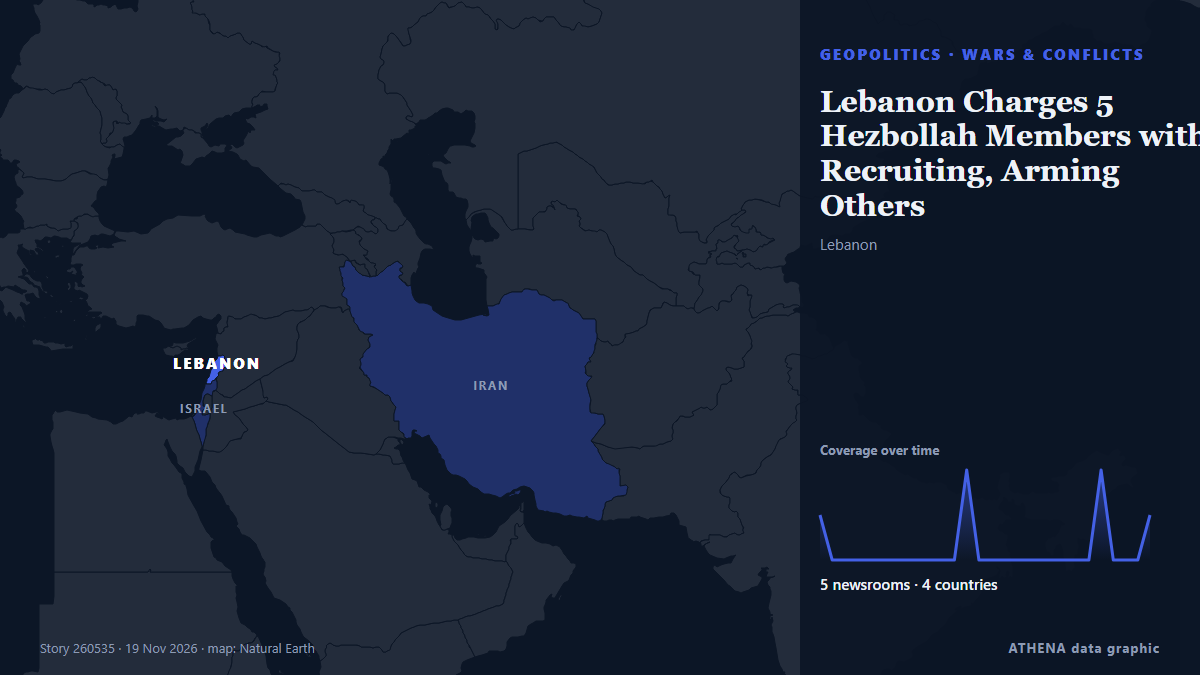 GEOPOLITICS · WARS & CONFLICTS
Lebanon Charges 5
Hezbollah Members with
Recruiting, Arming
Others
Lebanon
LEBANON
ISRAEL
IRAN
Coverage over time
5 newsrooms · 4 countries
Story 260535 · 19 Nov 2026 · map: Natural Earth
ATHENA data graphic